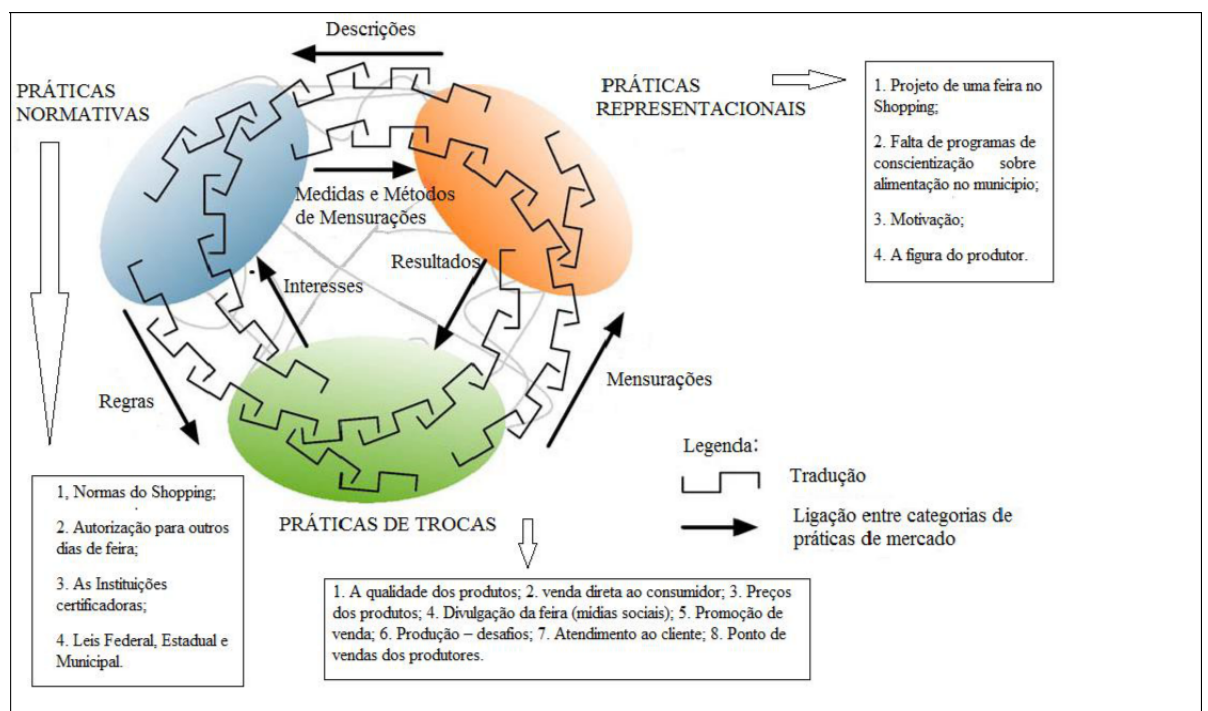 Descrições
PRÁTICAS
NORMATIVAS
PRÁTICAS
REPRESENTACIONAIS
1. Projeto de uma feira no
Shopping;
2. Falta de programas de
conscientização sobre
alimentação no município;
3. Motivação;
4. A figura do produtor.
Medidas e Métodos
de Mensurações
Resultados
Interesses
Mensurações
Regras
Legenda:
Tradução
Ligação entre categorias de
práticas de mercado
1, Normas do Shopping;
2. Autorização para outros
dias de feira;
3. As Instituições
certificadoras;
4. Leis Federal, Estadual e
Municipal.
PRÁTICAS DE TROCAS
1. A qualidade dos produtos; 2. venda direta ao consumidor; 3. Preços
dos produtos; 4. Divulgação da feira (mídias sociais); 5. Promoção de
venda; 6. Produção – desafios; 7. Atendimento ao cliente; 8. Ponto de
vendas dos produtores.